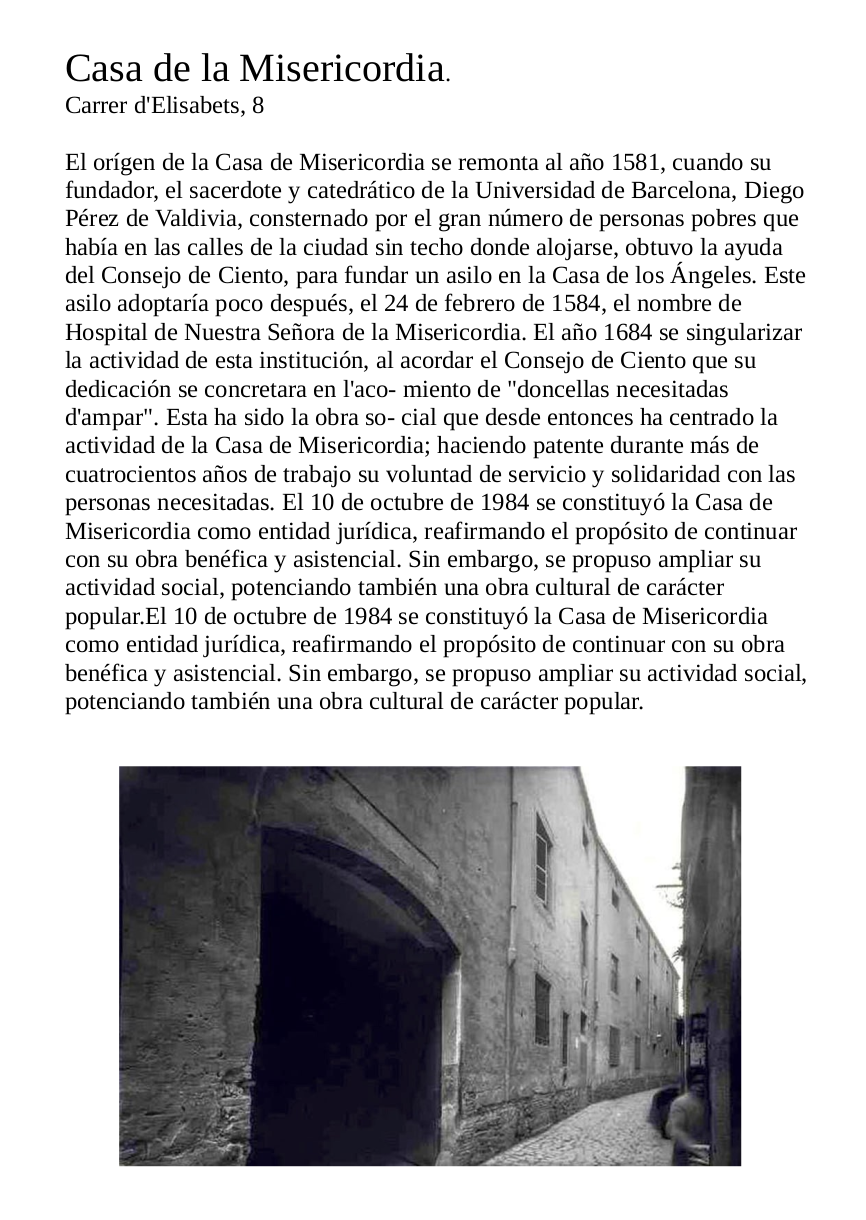 Casa de la Misericordia.
Carrer d'Elisabets, 8
El orígen de la Casa de Misericordia se remonta al año 1581, cuando su
fundador, el sacerdote y catedrático de la Universidad de Barcelona, Diego
Pérez de Valdivia, consternado por el gran número de personas pobres que
había en las calles de la ciudad sin techo donde alojarse, obtuvo la ayuda
del Consejo de Ciento, para fundar un asilo en la Casa de los Ángeles. Este
asilo adoptaría poco después, el 24 de febrero de 1584, el nombre de
Hospital de Nuestra Señora de la Misericordia. El año 1684 se singularizar
la actividad de esta institución, al acordar el Consejo de Ciento que su
dedicación se concretara en l'aco- miento de "doncellas necesitadas
d'ampar". Esta ha sido la obra so- cial que desde entonces ha centrado la
actividad de la Casa de Misericordia; haciendo patente durante más de
cuatrocientos años de trabajo su voluntad de servicio y solidaridad con las
personas necesitadas. El 10 de octubre de 1984 se constituyó la Casa de
Misericordia como entidad jurídica, reafirmando el propósito de continuar
con su obra benéfica y asistencial. Sin embargo, se propuso ampliar su
actividad social, potenciando también una obra cultural de carácter
popular.El 10 de octubre de 1984 se constituyó la Casa de Misericordia
como entidad jurídica, reafirmando el propósito de continuar con su obra
benéfica y asistencial. Sin embargo, se propuso ampliar su actividad social,
potenciando también una obra cultural de carácter popular.